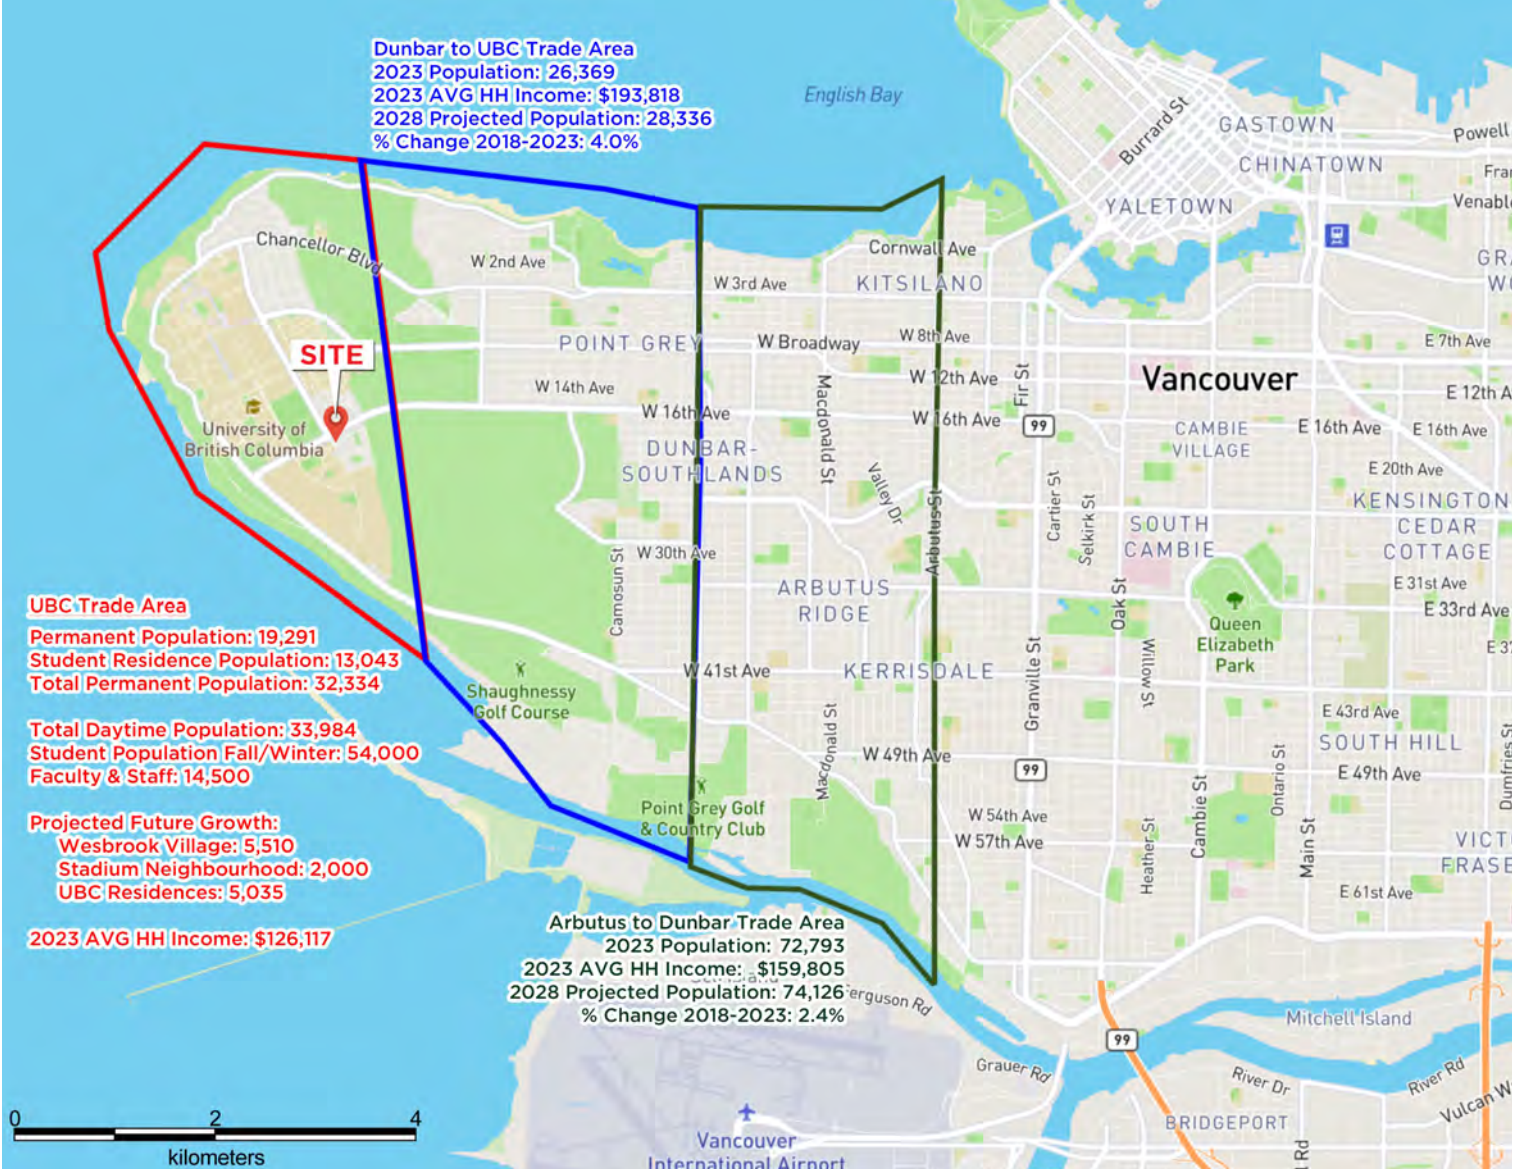 Dunbar to UBC Trade Area
2023 Population: 26,369
2023 AVG HH Income: $193,818
2028 Projected Population: 28,336
% Change 2018-2023: 4.0%
English Bay
Burrard St
GASTOWN
CHINATOWN
YALETOWN
Powell
Venabl
Chancellor Blvd
W 2nd Ave
Cornwall Ave
W 3rd Ave
KITSILANO
POINT GREY
W Broadway
W 8th Ave
E 7th Ave
SITE
W 14th Ave
W 12th Ave
Fir St
Vancouver
E 12th A
W 16th Ave
Macdonald St
W 16th Ave
99
E 16th Ave
E 16th Ave
University of
British Columbia
CAMBIE
VILLAGE
DUNBAR-
SOUTHLANDS
Valley Dr
Cartier St
Selkirk St
E 20th Ave
KENSINGTON
CEDAR
COTTAGE
SOUTH
CAMBIE
Arbutus St
W 30th Ave
Camosun St
ARBUTUS
RIDGE
Oak St
E 31st Ave
E 33rd Ave
Queen
Elizabeth
Park
Willow St
E 37
UBC Trade Area
Permanent Population: 19,291
Student Residence Population: 13,043
Total Permanent Population: 32,334
Total Daytime Population: 33,984
Student Population Fall/Winter: 54,000
Faculty & Staff: 14,500
Projected Future Growth:
Wesbrook Village: 5,510
Stadium Neighbourhood: 2,000
UBC Residences: 5,035
2023 AVG HH Income: $126,117
W 41st Ave
KERRISDALE
Granville St
Shaughnessy
Golf Course
Macdonald St
E 43rd Ave
SOUTH HILL
W 49th Ave
99
E 49th Ave
Ontario St
Dumfries St
Point Grey Golf
& Country Club
W 54th Ave
W 57th Ave
Heather St
Cambie St
Main St
VICT
FRASE
E 61st Ave
Arbutus to Dunbar Trade Area
2023 Population: 72,793
2023 AVG HH Income: $159,805
2028 Projected Population: 74,126
% Change 2018-2023: 2.4%
Ferguson Rd
Mitchell Island
99
Grauer Rd
River Dr
River Rd
Vulcan W
BRIDGEPORT
Vancouver
International Airport
0 2 4
kilometers